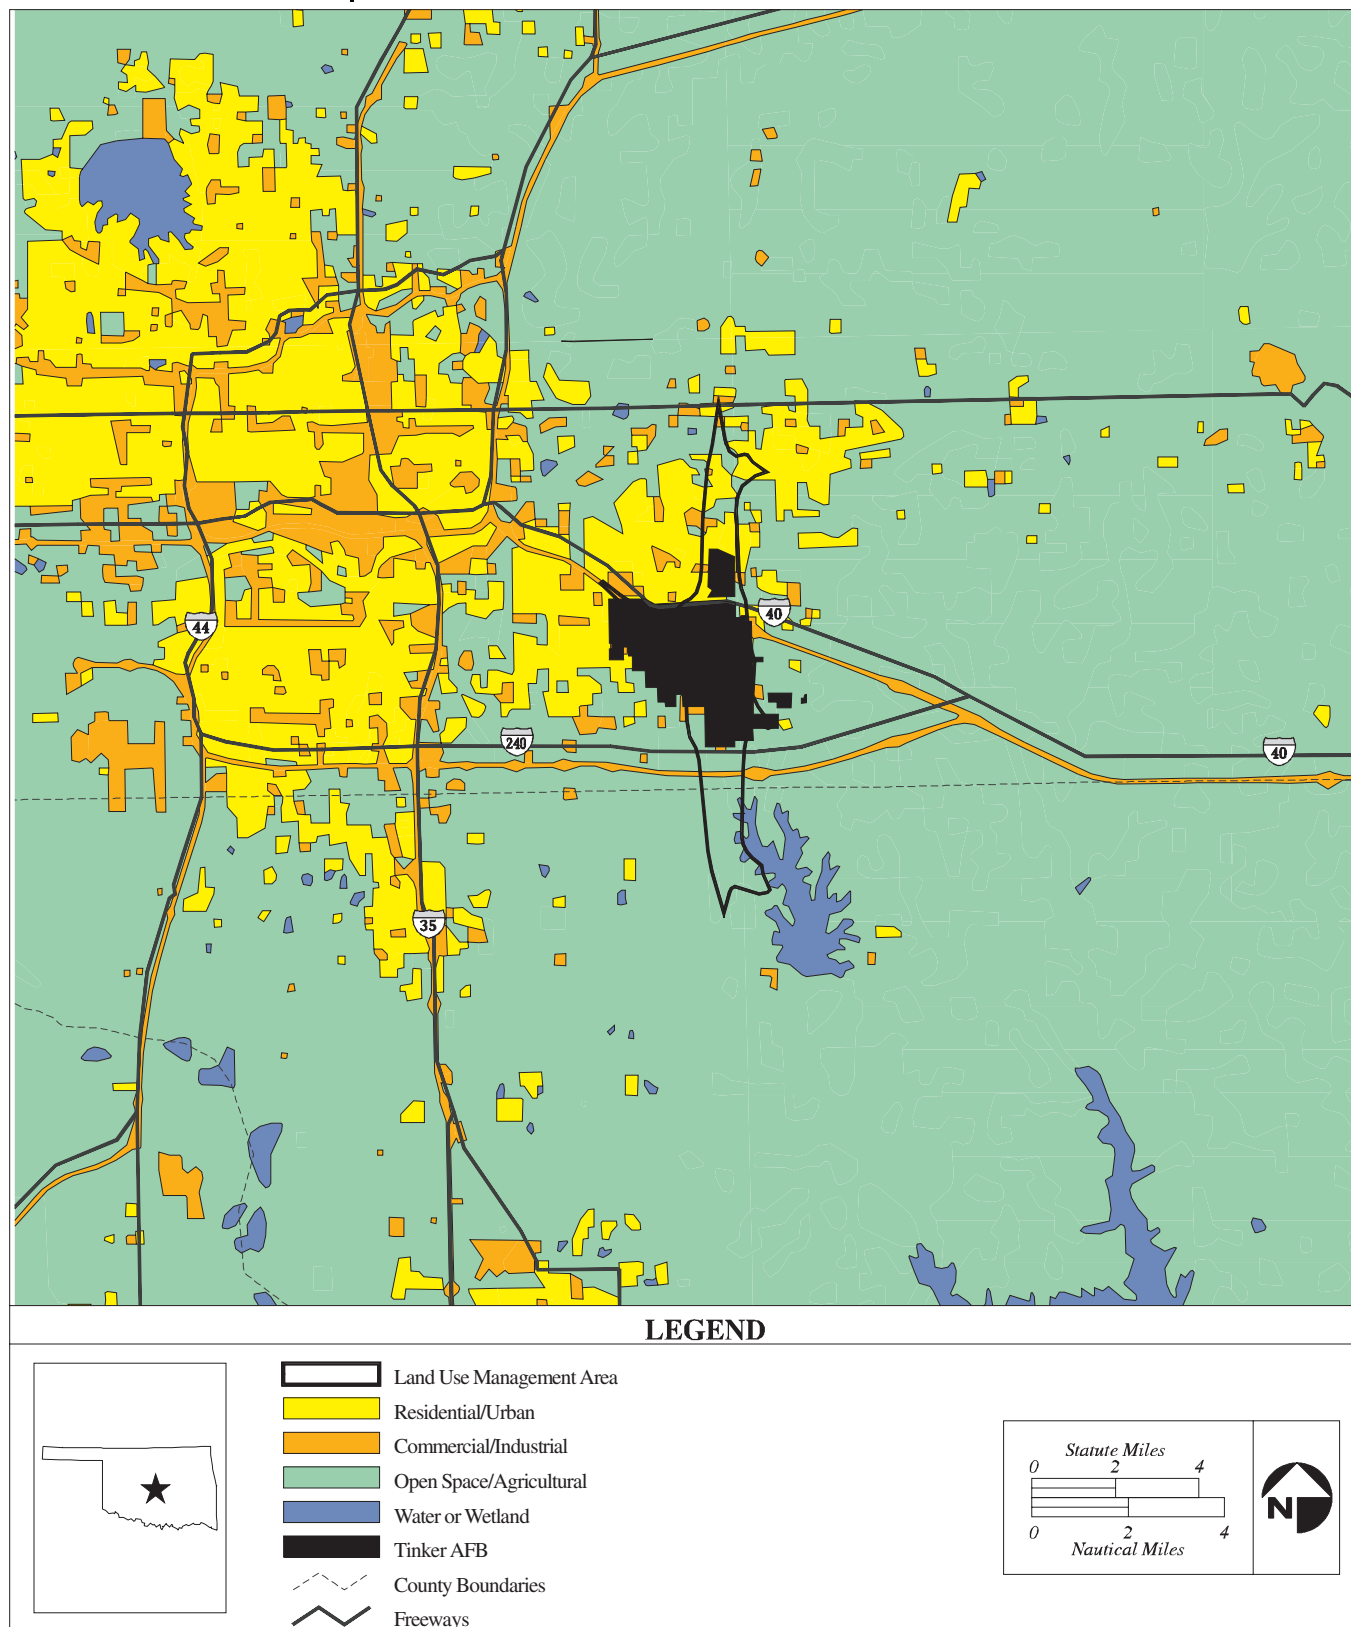 40
44
240
40
35
LEGEND
Land Use Management Area
Residential/Urban
Commercial/Industrial
Open Space/Agricultural
Water or Wetland
Tinker AFB
County Boundaries
Freeways
Statute Miles
0 2 4
0 2 4
Nautical Miles
N